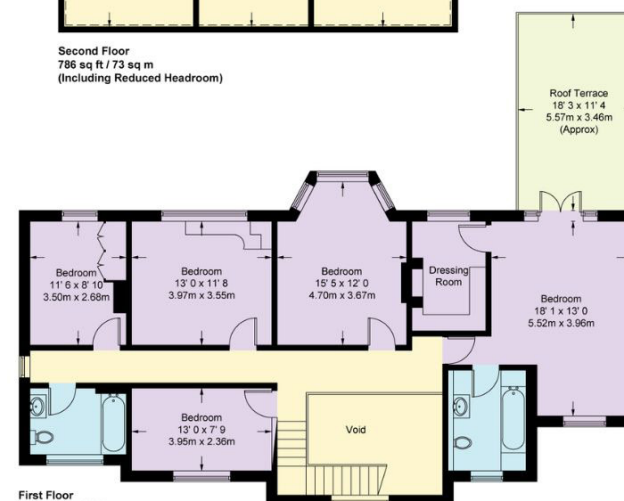 Second Floor
786 sq ft / 73 sq m
(Including Reduced Headroom)
Roof Terrace
18' 3 x 11' 4
5.57m x 3.46m
(Approx)
Bedroom
11' 6 x 8' 10
3.50m x 2.68m
Bedroom
13' 0 x 11' 8
3.97m x 3.55m
Bedroom
15' 5 x 12' 0
4.70m x 3.67m
Dressing
Room
Bedroom
18' 1 x 13' 0
5.52m x 3.96m
Bedroom
13' 0 x 7' 9
3.95m x 2.36m
Void
First Floor